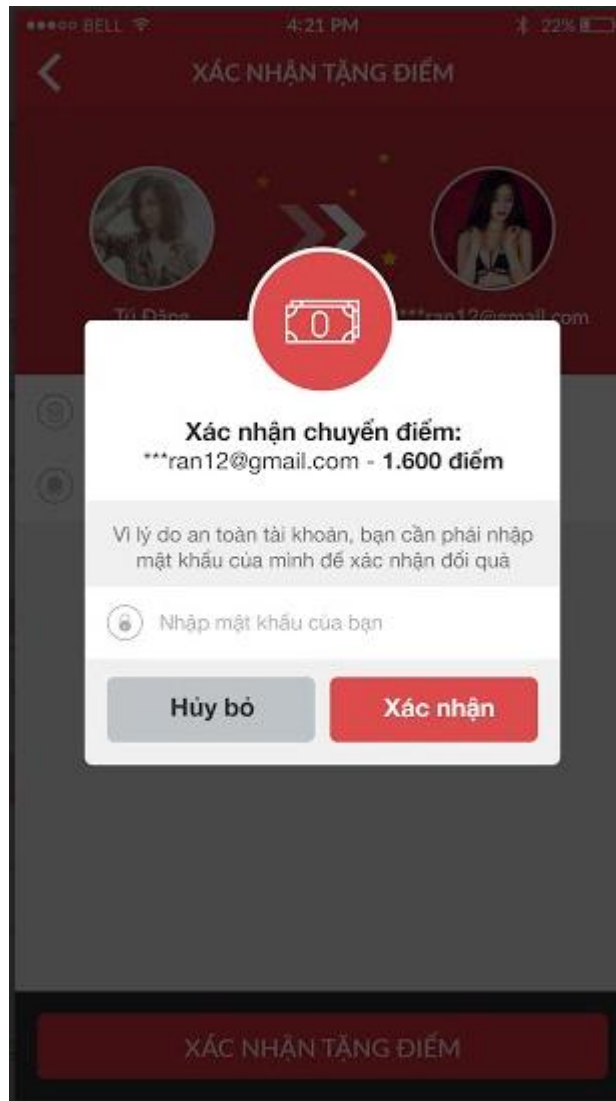 BELL 4:21 PM 22%
XÁC NHẬN TẶNG ĐIỂM
Tú Đặng ***ran12@gmail.com
Xác nhận chuyển điểm:
***ran12@gmail.com - 1.600 điểm
Vì lý do an toàn tài khoản, bạn cần phải nhập
mật khẩu của mình để xác nhận đổi quà
Nhập mật khẩu của bạn
Hủy bỏ Xác nhận
XÁC NHẬN TẶNG ĐIỂM